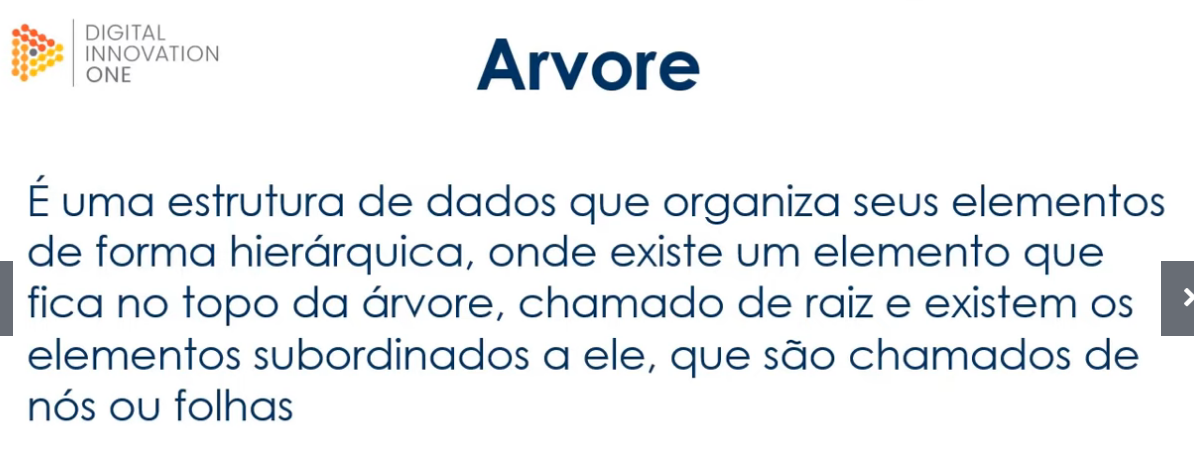 DIGITAL
INNOVATION
ONE
Arvore
É uma estrutura de dados que organiza seus elementos
de forma hierárquica, onde existe um elemento que
fica no topo da árvore, chamado de raiz e existem os
elementos subordinados a ele, que são chamados de
nós ou folhas